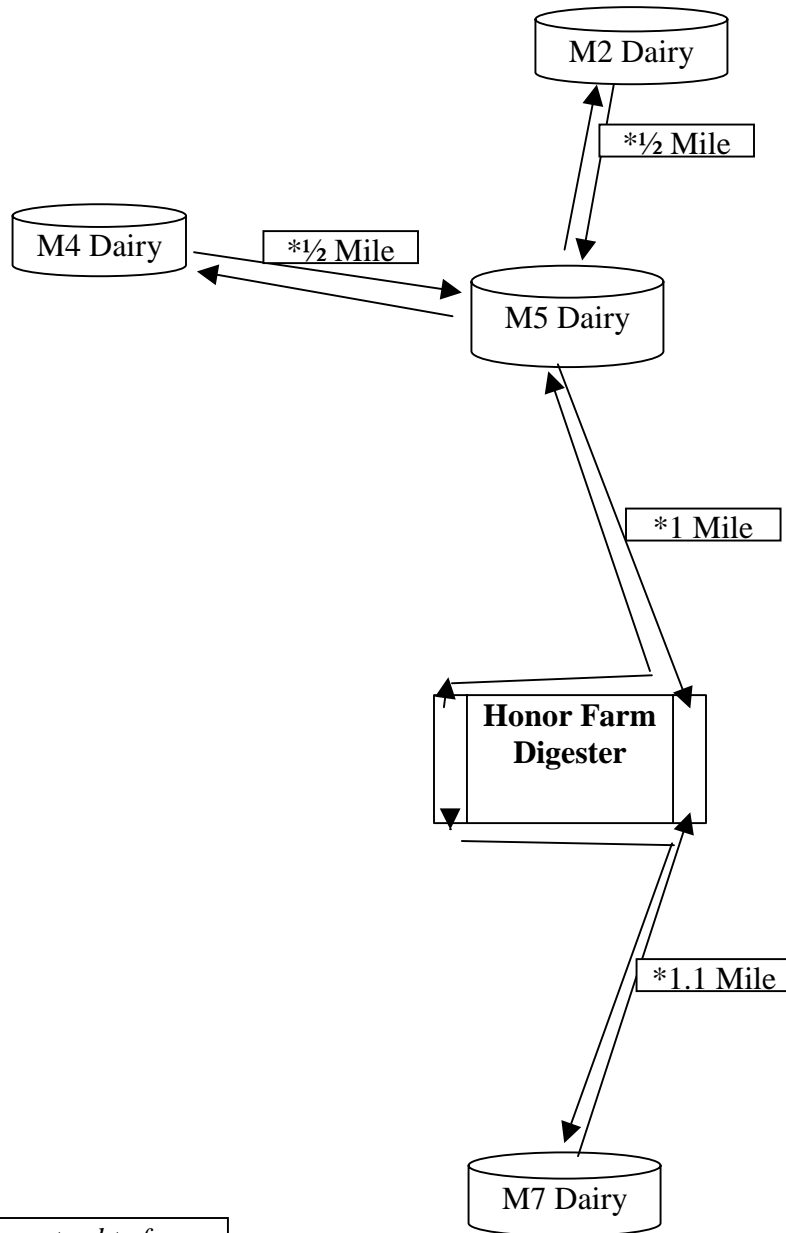 M2 Dairy
*½ Mile
M4 Dairy
*½ Mile
M5 Dairy
*1 Mile
Honor Farm
Digester
*1.1 Mile
M7 Dairy